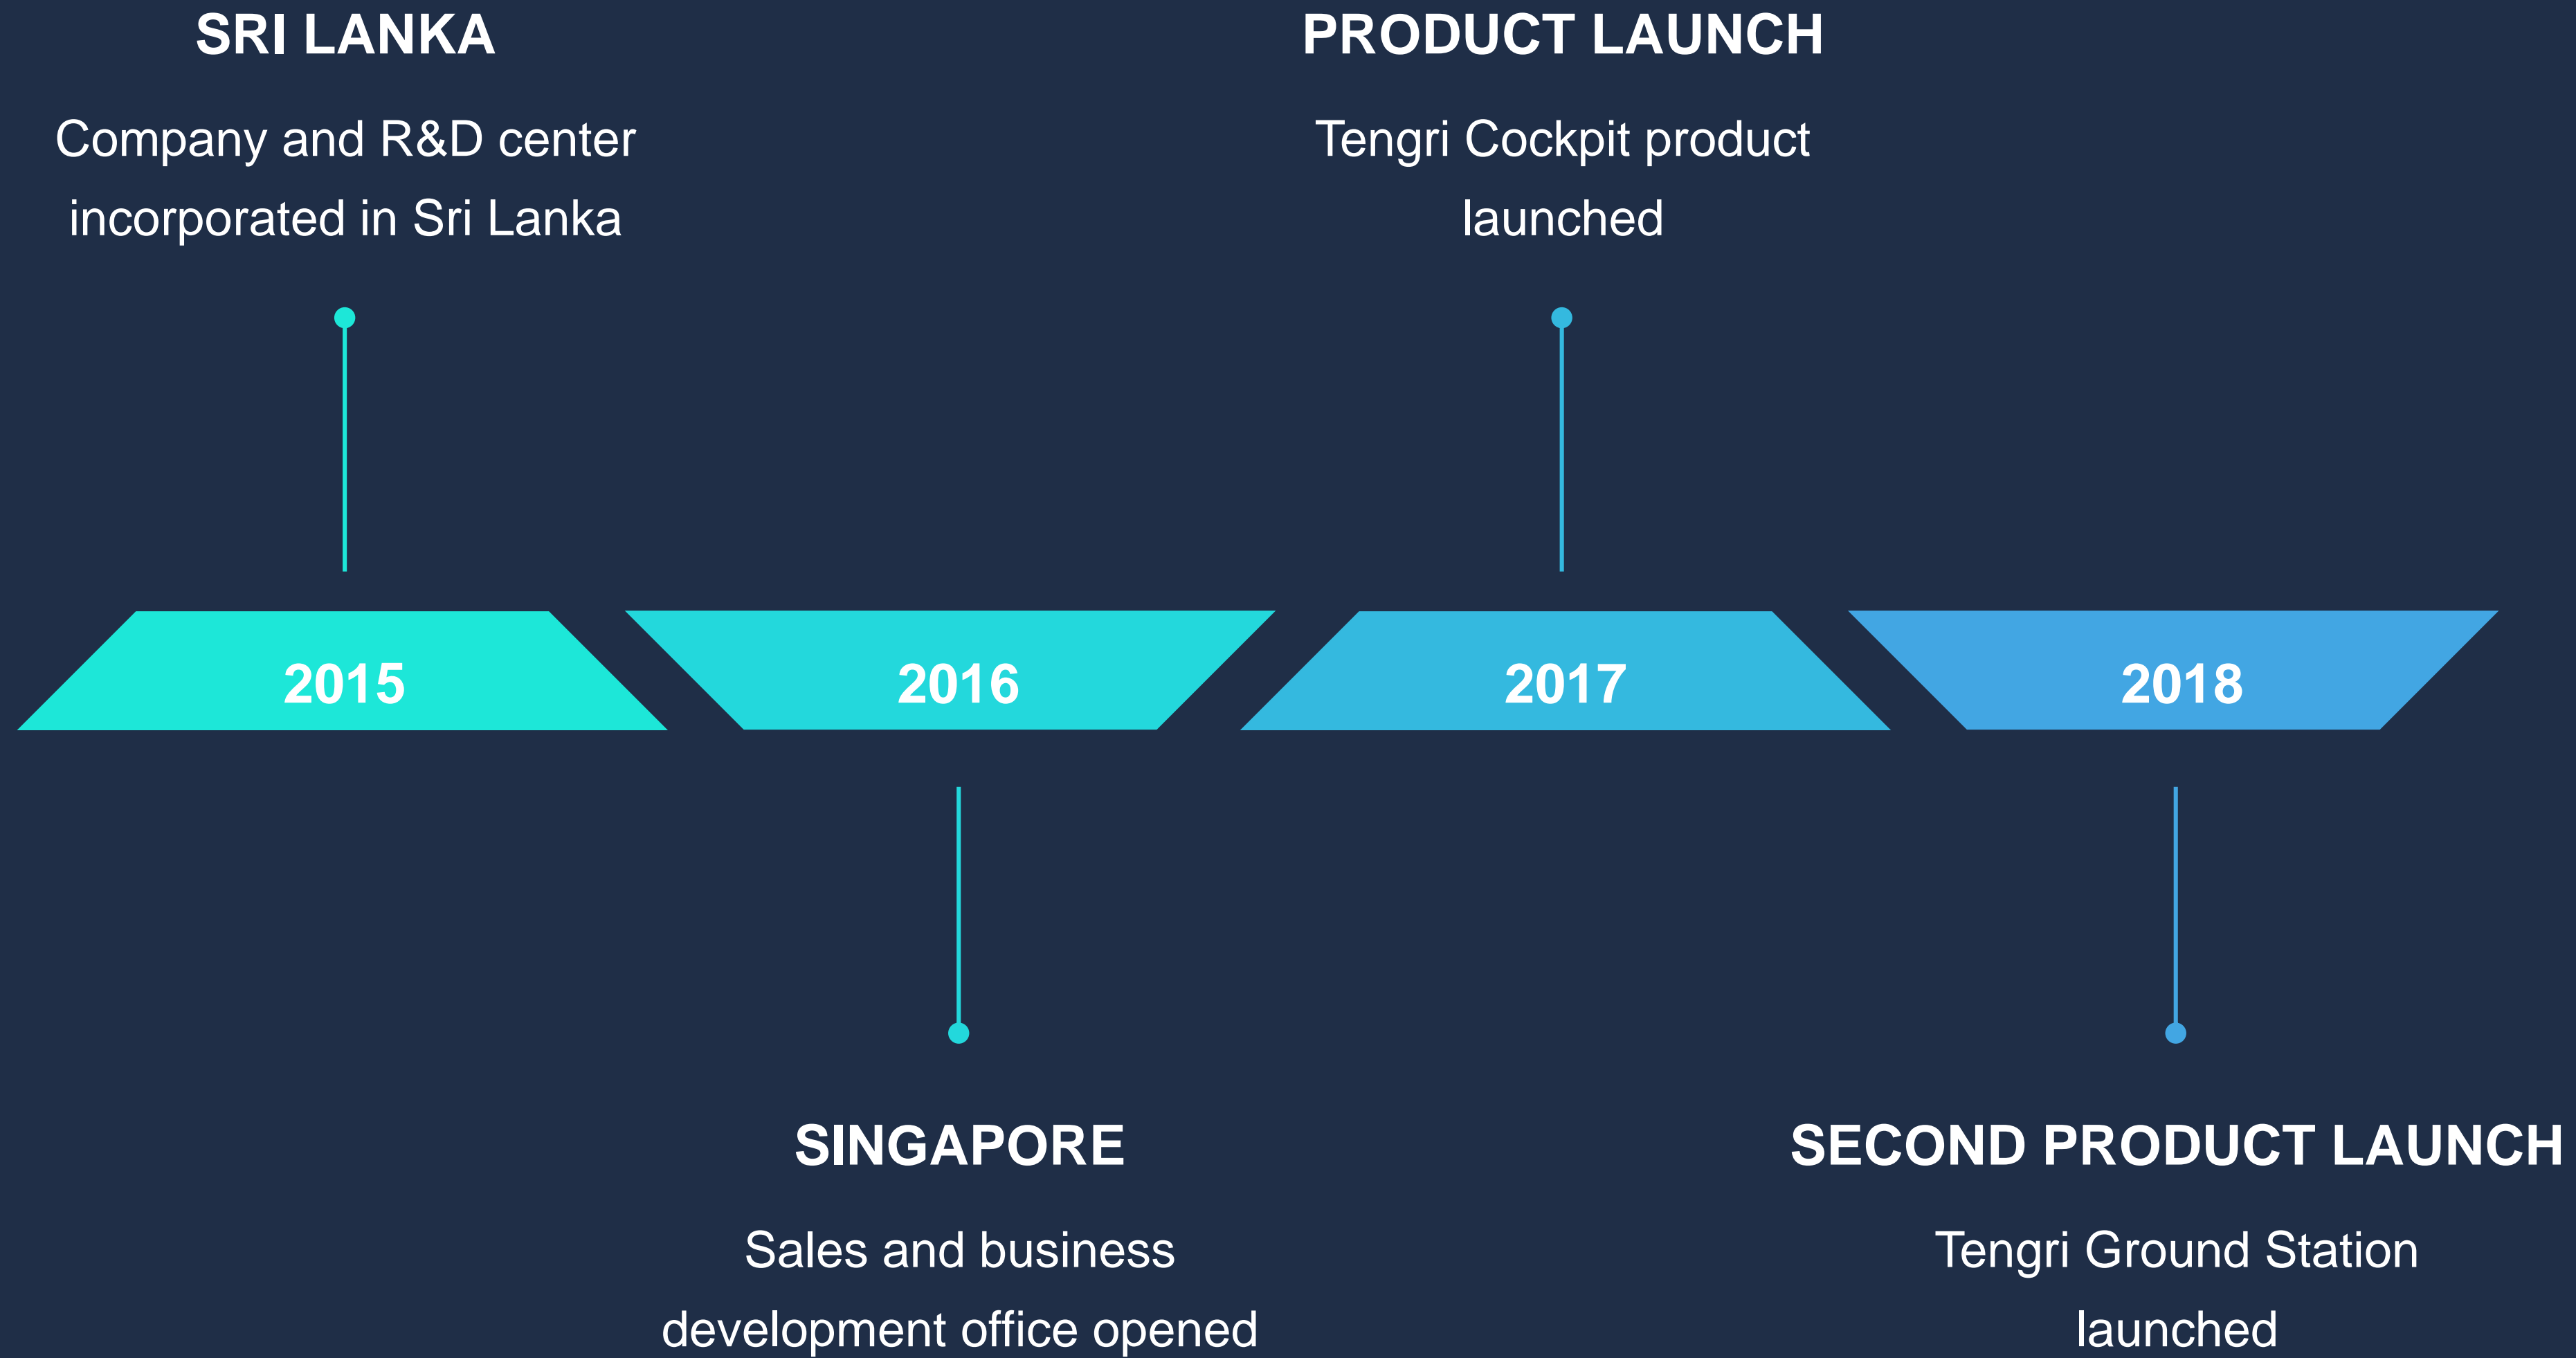 SRI LANKA
Company and R&D center
incorporated in Sri Lanka
PRODUCT LAUNCH
Tengri Cockpit product
launched
2015
2016
2017
2018
SINGAPORE
Sales and business
development office opened
SECOND PRODUCT LAUNCH
Tengri Ground Station
launched